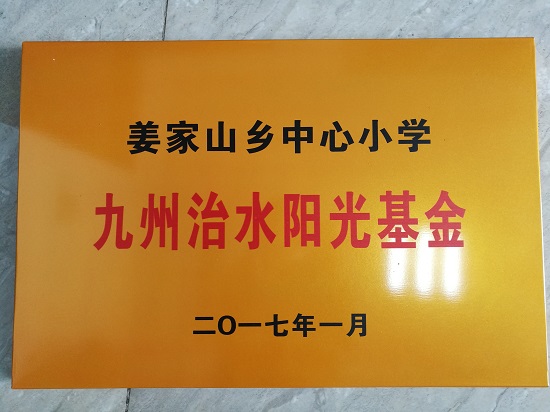 姜家山乡中心小学
九州治水阳光基金
二O一七年一月